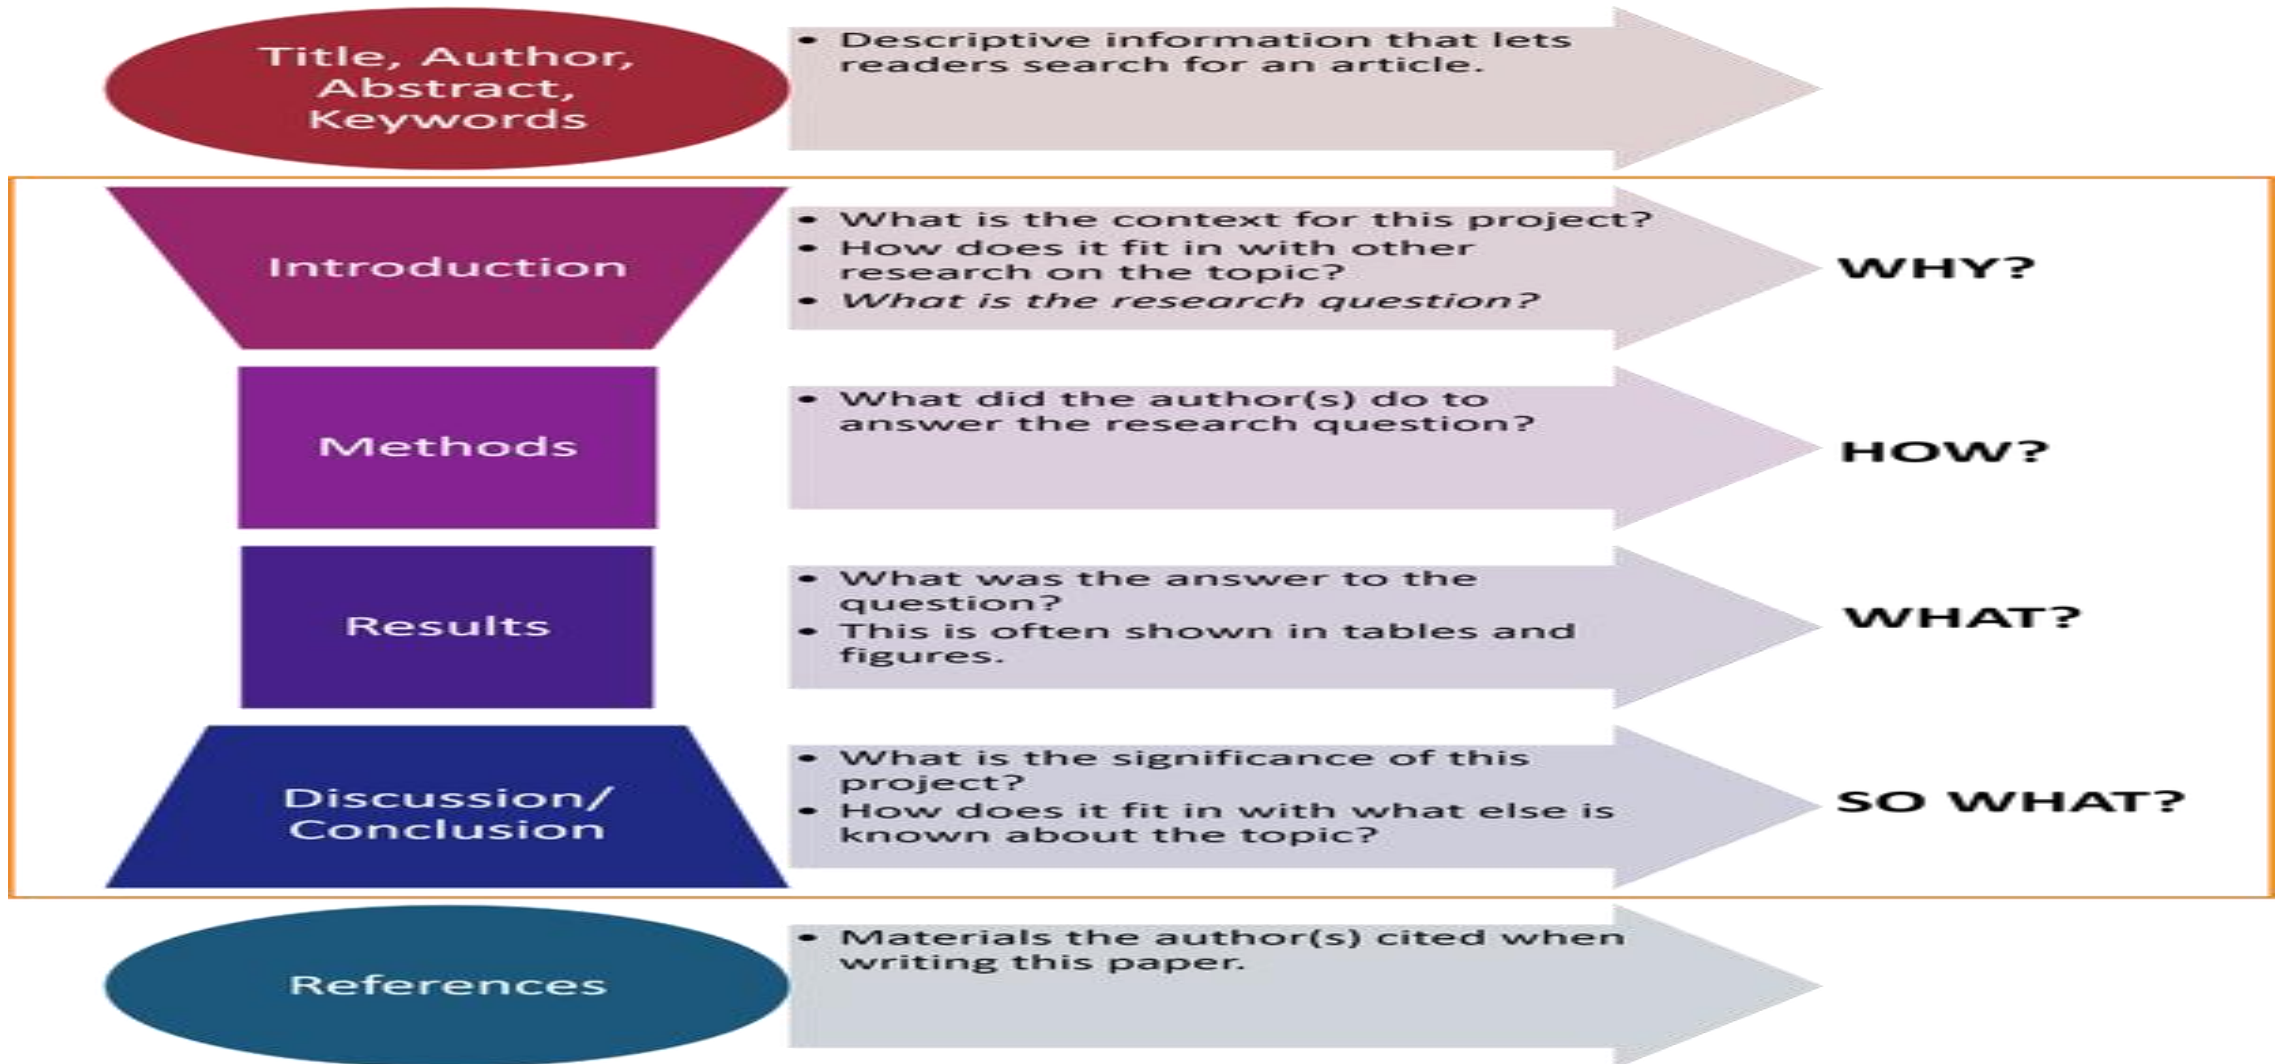 Title, Author,
Abstract,
Keywords
• Descriptive information that lets
readers search for an article.
Introduction
• What is the context for this project?
• How does it fit in with other
research on the topic?
• What is the research question?
WHY?
Methods
• What did the author(s) do to
answer the research question?
HOW?
Results
• What was the answer to the
question?
• This is often shown in tables and
figures.
WHAT?
Discussion/
Conclusion
• What is the significance of this
project?
• How does it fit in with what else is
known about the topic?
SO WHAT?
References
• Materials the author(s) cited when
writing this paper.